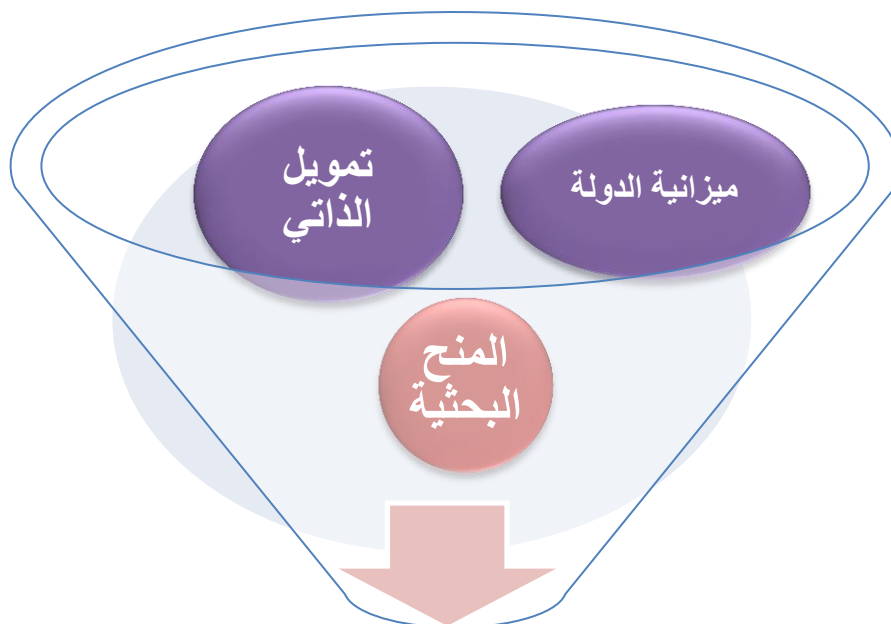 ميزانية الدولة
تمويل
الذاتي
المنح
البحثية